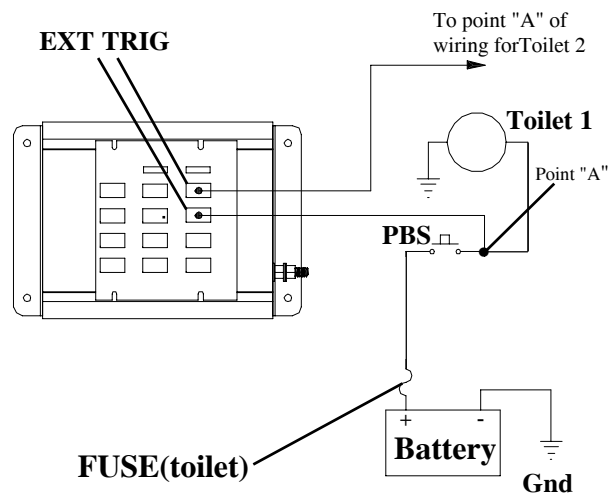 To point "A" of
wiring forToilet 2
EXT TRIG
Toilet 1
Point "A"
PBS
+ -
Battery
FUSE(toilet)
Gnd